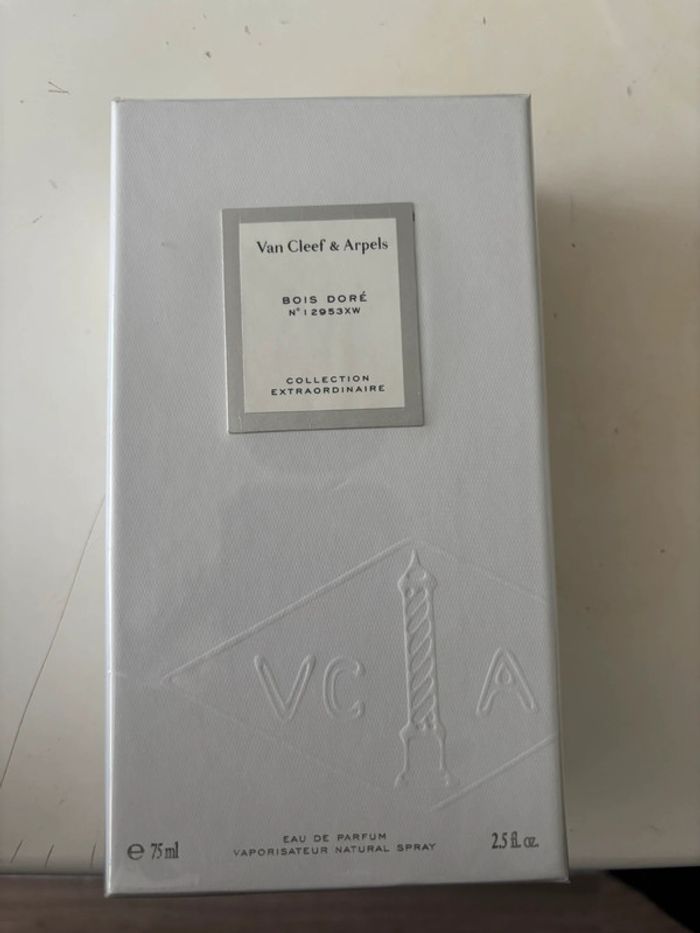 Van Cleef & Arpels
BOIS DORÉ
N° 12953XW
COLLECTION
EXTRAORDINAIRE
VC A
EAU DE PARFUM
℮ 75 ml
VAPORISATEUR NATURAL SPRAY
2.5 fl. oz.